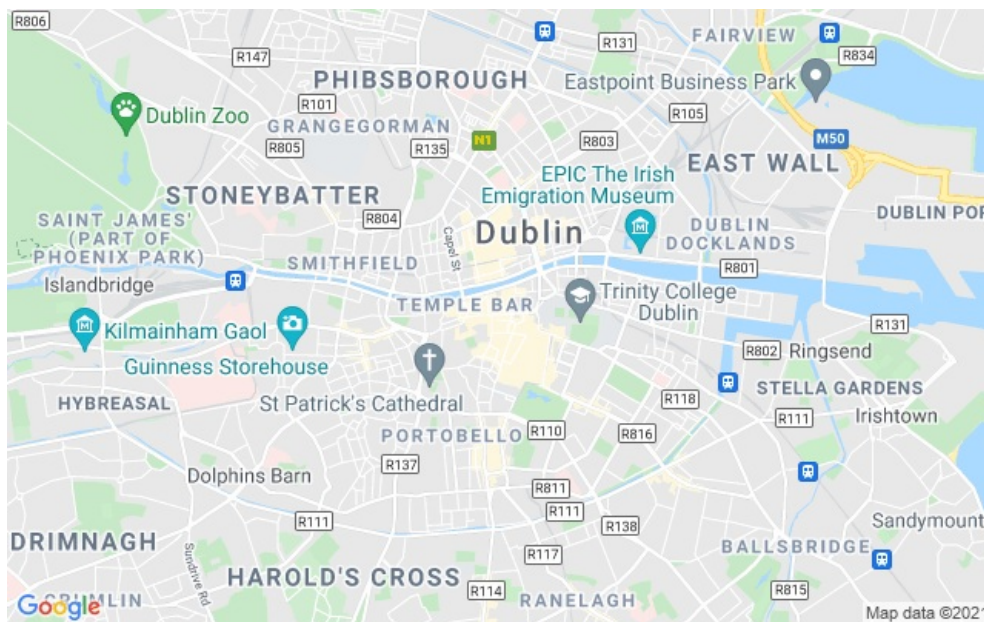 R806
R147
R131
FAIRVIEW
R834
PHIBSBOROUGH
Eastpoint Business Park
Dublin Zoo
R101
R105
GRANGEGORMAN
R805
R135
N1
R803
M50
EAST WALL
EPIC The Irish
Emigration Museum
STONEYBATTER
SAINT JAMES'
(PART OF
PHOENIX PARK)
R804
Capel St
Dublin
DUBLIN
DOCKLANDS
DUBLIN POR
SMITHFIELD
R801
Islandbridge
TEMPLE BAR
Trinity College
Dublin
Kilmainham Gaol
R131
Guinness Storehouse
R802
Ringsend
HYBREASAL
St Patrick's Cathedral
R118
STELLA GARDENS
R111
Irishtown
PORTOBELLO
R110
R816
R137
Dolphins Barn
R811
R111
R111
R138
Sandymount
DRIMNAGH
Sundrive Rd
R117
BALLSBRIDGE
HAROLD'S CROSS
R114
RANELAGH
R815
Google
CRUMLIN
Map data ©2021